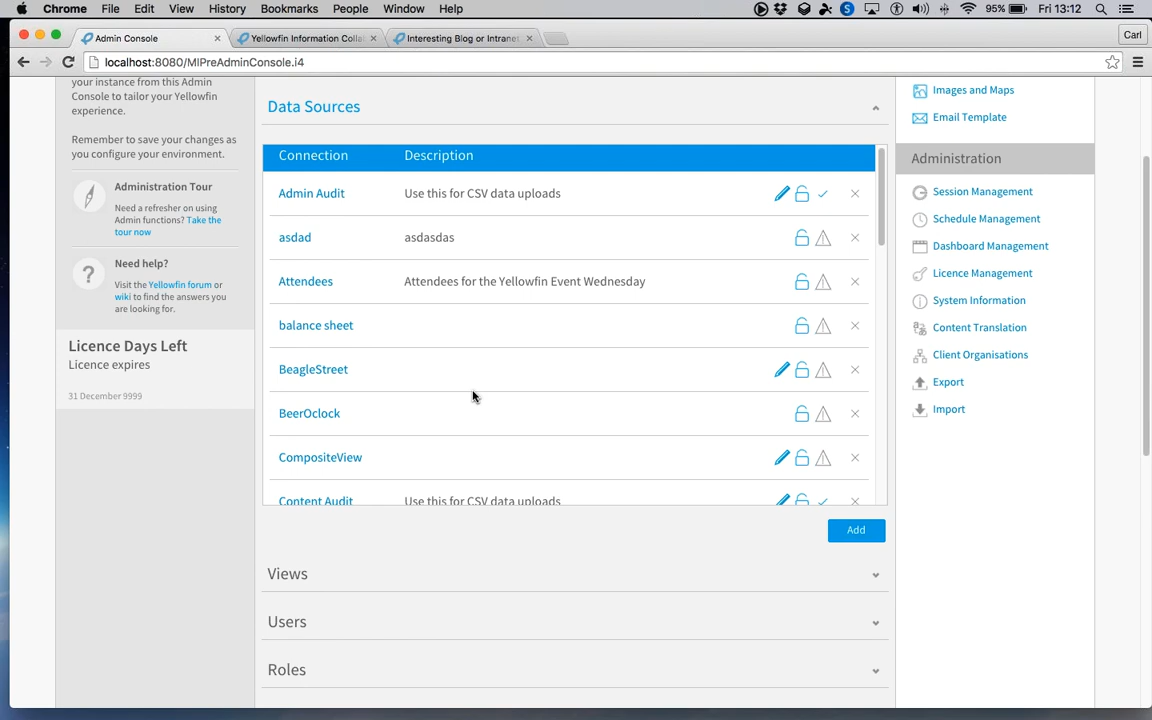 Chrome File Edit View History Bookmarks People Window Help 95% Fri 13:12
Admin Console
Yellowfin Information Colla
Interesting Blog or Intranet
Carl
localhost:8080/MIPreAdminConsole.i4
your instance from this Admin
Console to tailor your Yellowfin
experience.
Remember to save your changes as
you configure your environment.
Administration Tour
Need a refresher on using
Admin functions? Take the
tour now
Need help?
Visit the Yellowfin forum or
wiki to find the answers you
are looking for.
Licence Days Left
Licence expires
31 December 9999
Data Sources
Connection Description
Admin Audit Use this for CSV data uploads
asdad asdasdas
Attendees Attendees for the Yellowfin Event Wednesday
balance sheet
BeagleStreet
BeerOclock
CompositeView
Content Audit Use this for CSV data uploads
Add
Views
Users
Roles
Images and Maps
Email Template
Administration
Session Management
Schedule Management
Dashboard Management
Licence Management
System Information
Content Translation
Client Organisations
Export
Import